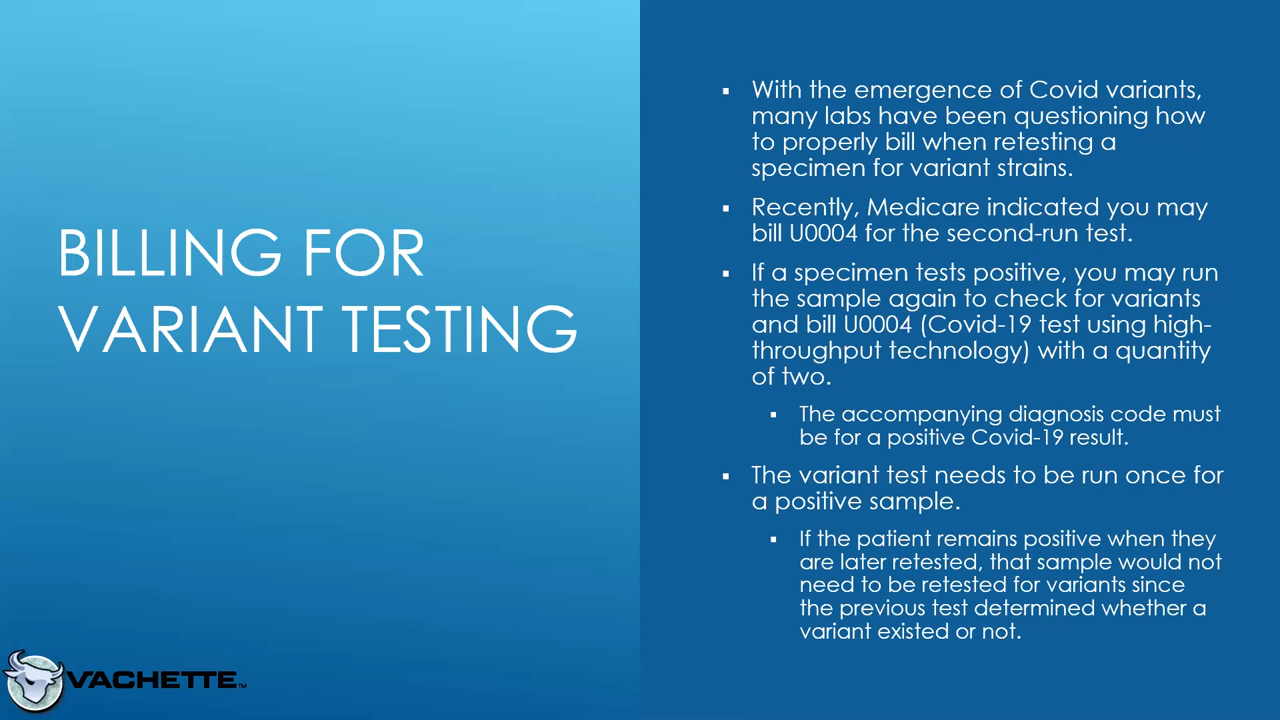 BILLING FOR
VARIANT TESTING
▪ With the emergence of Covid variants,
many labs have been questioning how
to properly bill when retesting a
specimen for variant strains.
▪ Recently, Medicare indicated you may
bill U0004 for the second-run test.
▪ If a specimen tests positive, you may run
the sample again to check for variants
and bill U0004 (Covid-19 test using high-
throughput technology) with a quantity
of two.
▪ The accompanying diagnosis code must
be for a positive Covid-19 result.
▪ The variant test needs to be run once for
a positive sample.
▪ If the patient remains positive when they
are later retested, that sample would not
need to be retested for variants since
the previous test determined whether a
variant existed or not.
VACHETTE™